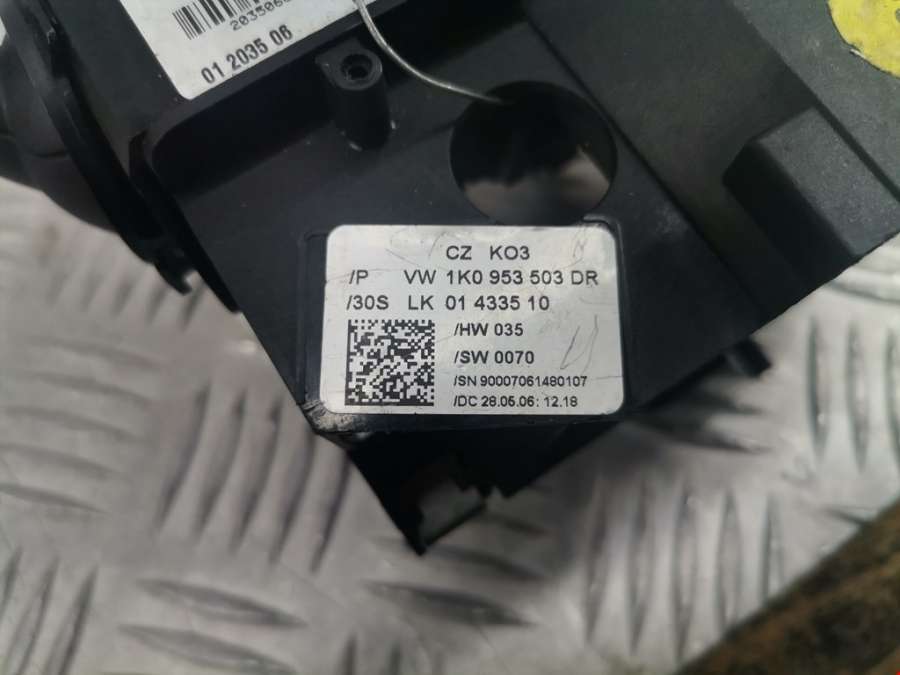 01 2035 06
CZ KO3
/P VW 1K0 953 503 DR
/30S LK 01 4335 10
/HW 035
/SW 0070
/SN 90007061480107
/DC 28.05.06: 12.18